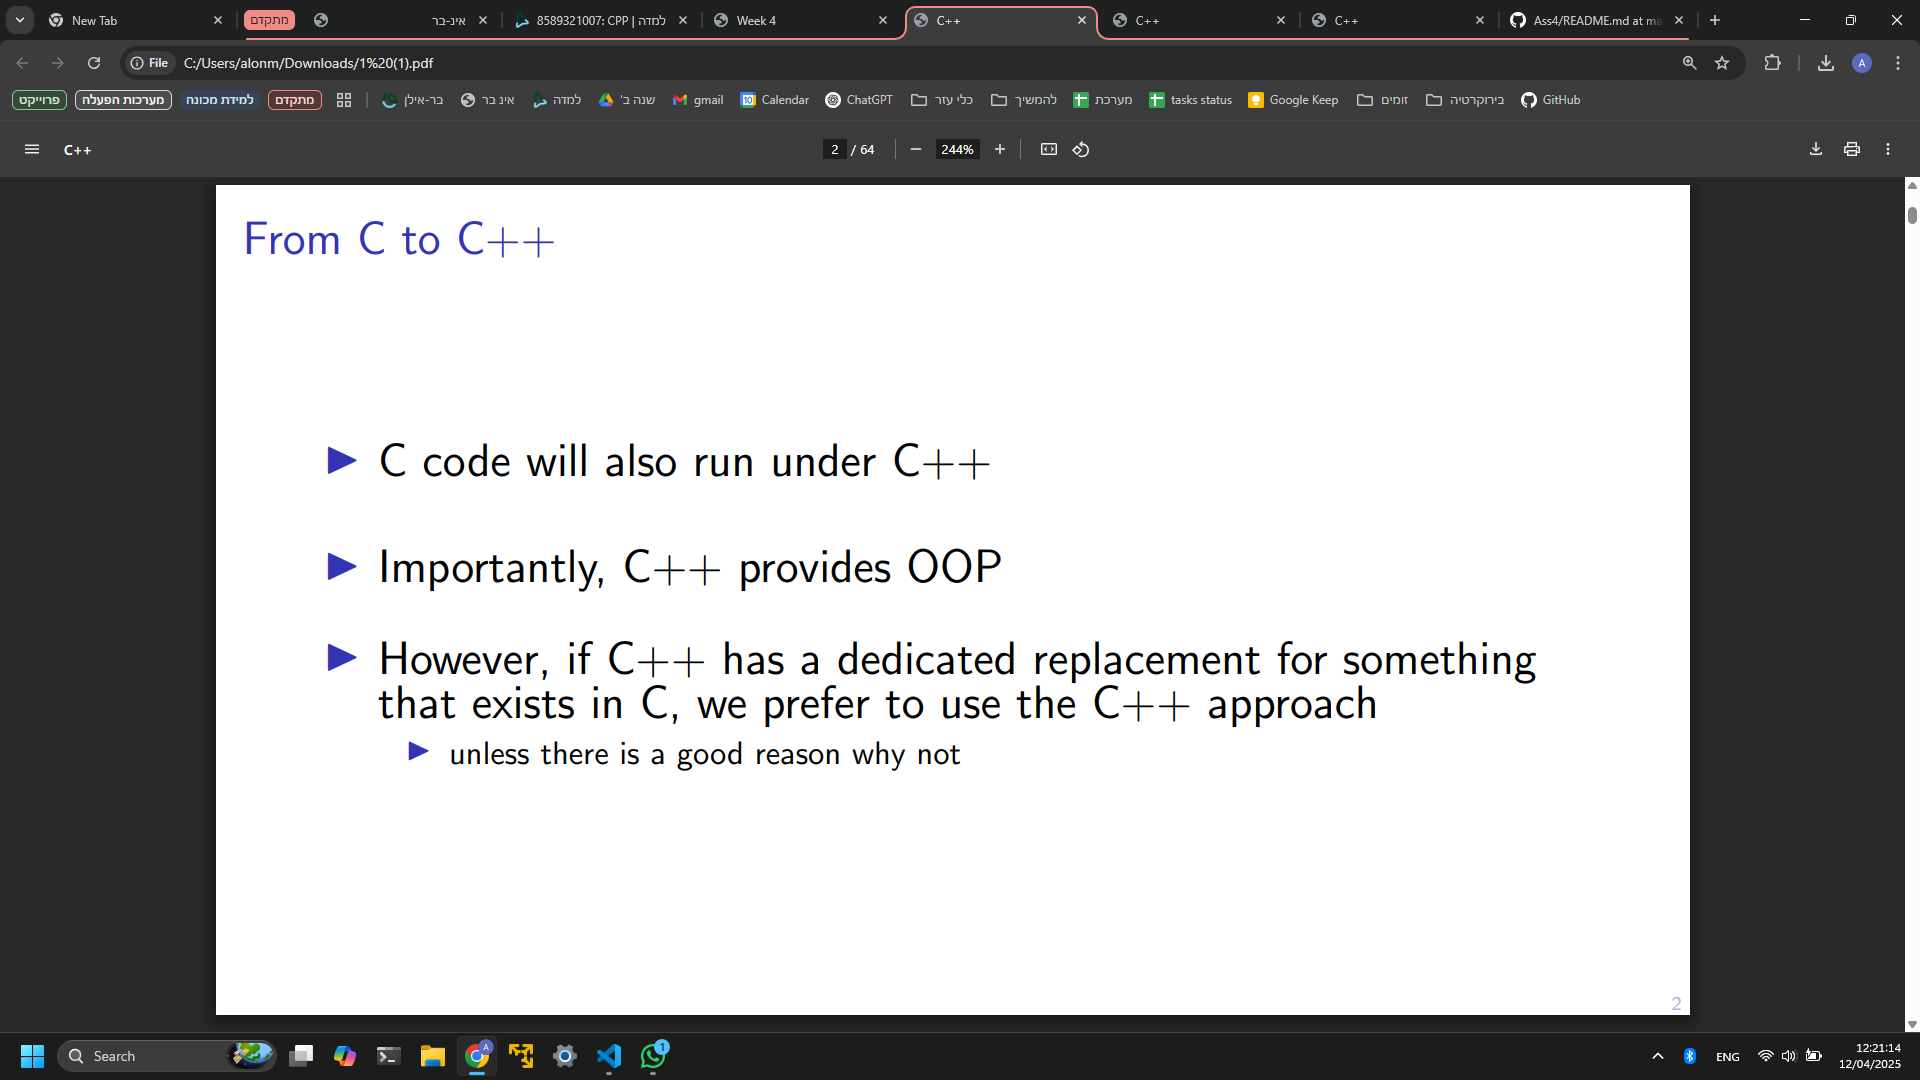 New Tab
מתקדם
אינ-בר
8589321007: CPP | למדה
Week 4
C++
C++
C++
Ass4/README.md at ma
File
C:/Users/alonm/Downloads/1%20(1).pdf
A
פרוייקט
מערכות הפעלה
למידת מכונה
מתקדם
בר-אילן
אינ בר
למדה
שנה ב'
gmail
Calendar
ChatGPT
כלי עזר
להמשיך
מערכת
tasks status
Google Keep
זומים
בירוקרטיה
GitHub
C++
2 / 64
244%
From C to C++
C code will also run under C++
Importantly, C++ provides OOP
However, if C++ has a dedicated replacement for something
that exists in C, we prefer to use the C++ approach
unless there is a good reason why not
2
Search
A
1
ENG
12:21:14
12/04/2025